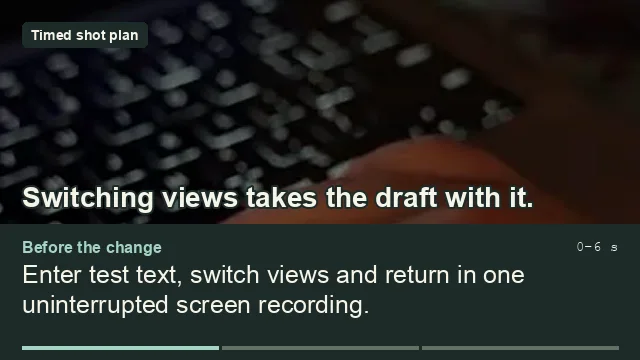 Timed shot plan
Switching views takes the draft with it.
Before the change
0–6 s
Enter test text, switch views and return in one
uninterrupted screen recording.